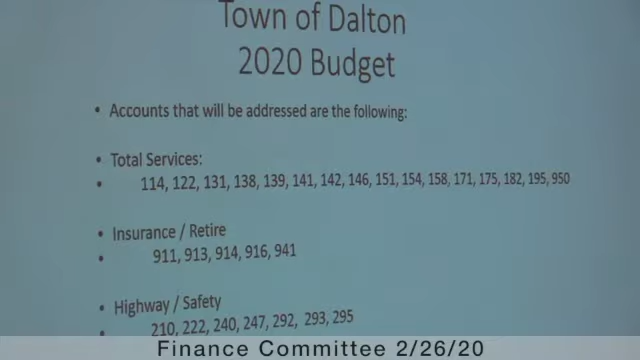 Town of Dalton
2020 Budget
• Accounts that will be addressed are the following:
• Total Services:
• 114, 122, 131, 138, 139, 141, 142, 146, 151, 154, 158, 171, 175, 182, 195, 950
• Insurance / Retire
• 911, 913, 914, 916, 941
• Highway / Safety
• 210, 222, 240, 247, 292, 293, 295
Finance Committee 2/26/20